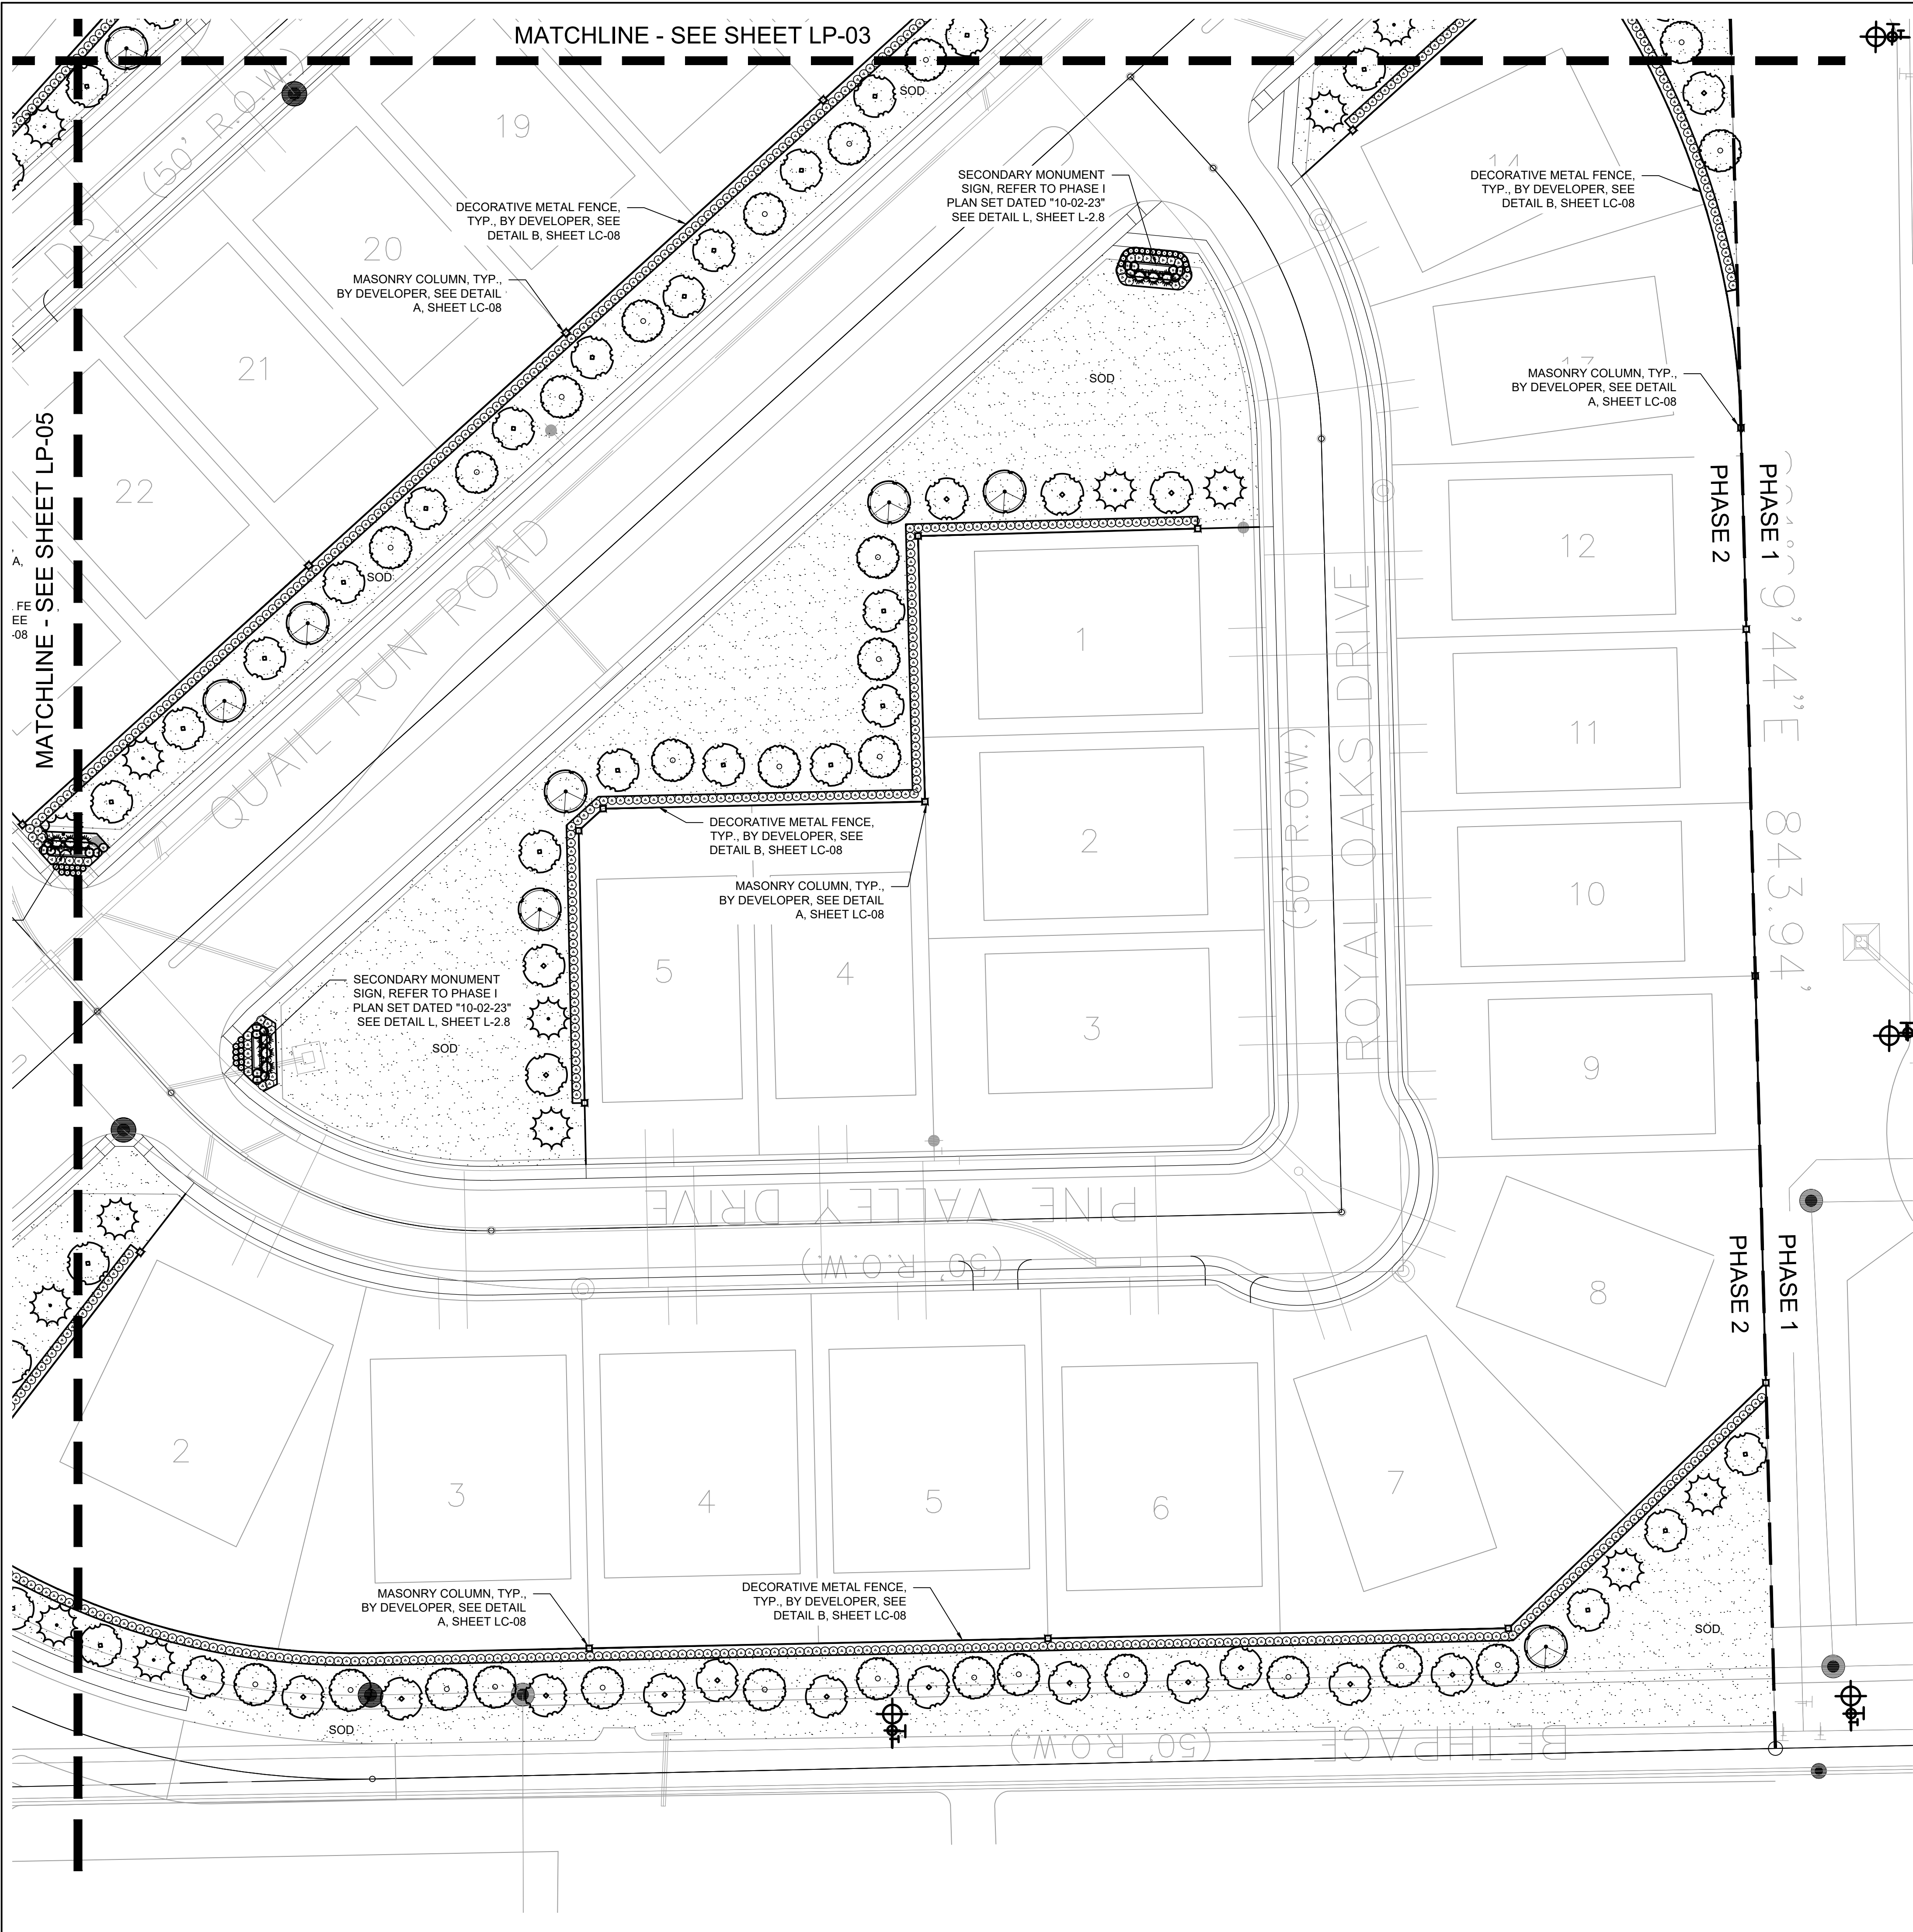 MATCHLINE - SEE SHEET LP-03
SOD
DR. (50' R.O.W.)
19
14
SECONDARY MONUMENT
SIGN, REFER TO PHASE I
PLAN SET DATED "10-02-23"
SEE DETAIL L, SHEET L-2.8
DECORATIVE METAL FENCE,
TYP., BY DEVELOPER, SEE
DETAIL B, SHEET LC-08
DECORATIVE METAL FENCE,
TYP., BY DEVELOPER, SEE
DETAIL B, SHEET LC-08
20
MASONRY COLUMN, TYP.,
BY DEVELOPER, SEE DETAIL
A, SHEET LC-08
21
SOD
MASONRY COLUMN, TYP.,
BY DEVELOPER, SEE DETAIL
A, SHEET LC-08
22
MATCHLINE - SEE SHEET LP-05
A,
FE
EE
-08
SOD
QUAIL RUN ROAD
PHASE 2
PHASE 1
9'44"E 843.94'
12
1
11
ROYAL OAKS DRIVE
(50' R.O.W.)
DECORATIVE METAL FENCE,
TYP., BY DEVELOPER, SEE
DETAIL B, SHEET LC-08
2
MASONRY COLUMN, TYP.,
BY DEVELOPER, SEE DETAIL
A, SHEET LC-08
10
5
4
SECONDARY MONUMENT
SIGN, REFER TO PHASE I
PLAN SET DATED "10-02-23"
SEE DETAIL L, SHEET L-2.8
SOD
3
9
PINE VALLEY DRIVE
(50' R.O.W.)
PHASE 2
PHASE 1
8
2
3
4
5
6
7
MASONRY COLUMN, TYP.,
BY DEVELOPER, SEE DETAIL
A, SHEET LC-08
DECORATIVE METAL FENCE,
TYP., BY DEVELOPER, SEE
DETAIL B, SHEET LC-08
SOD
SOD
BETHPAGE (50' R.O.W.)